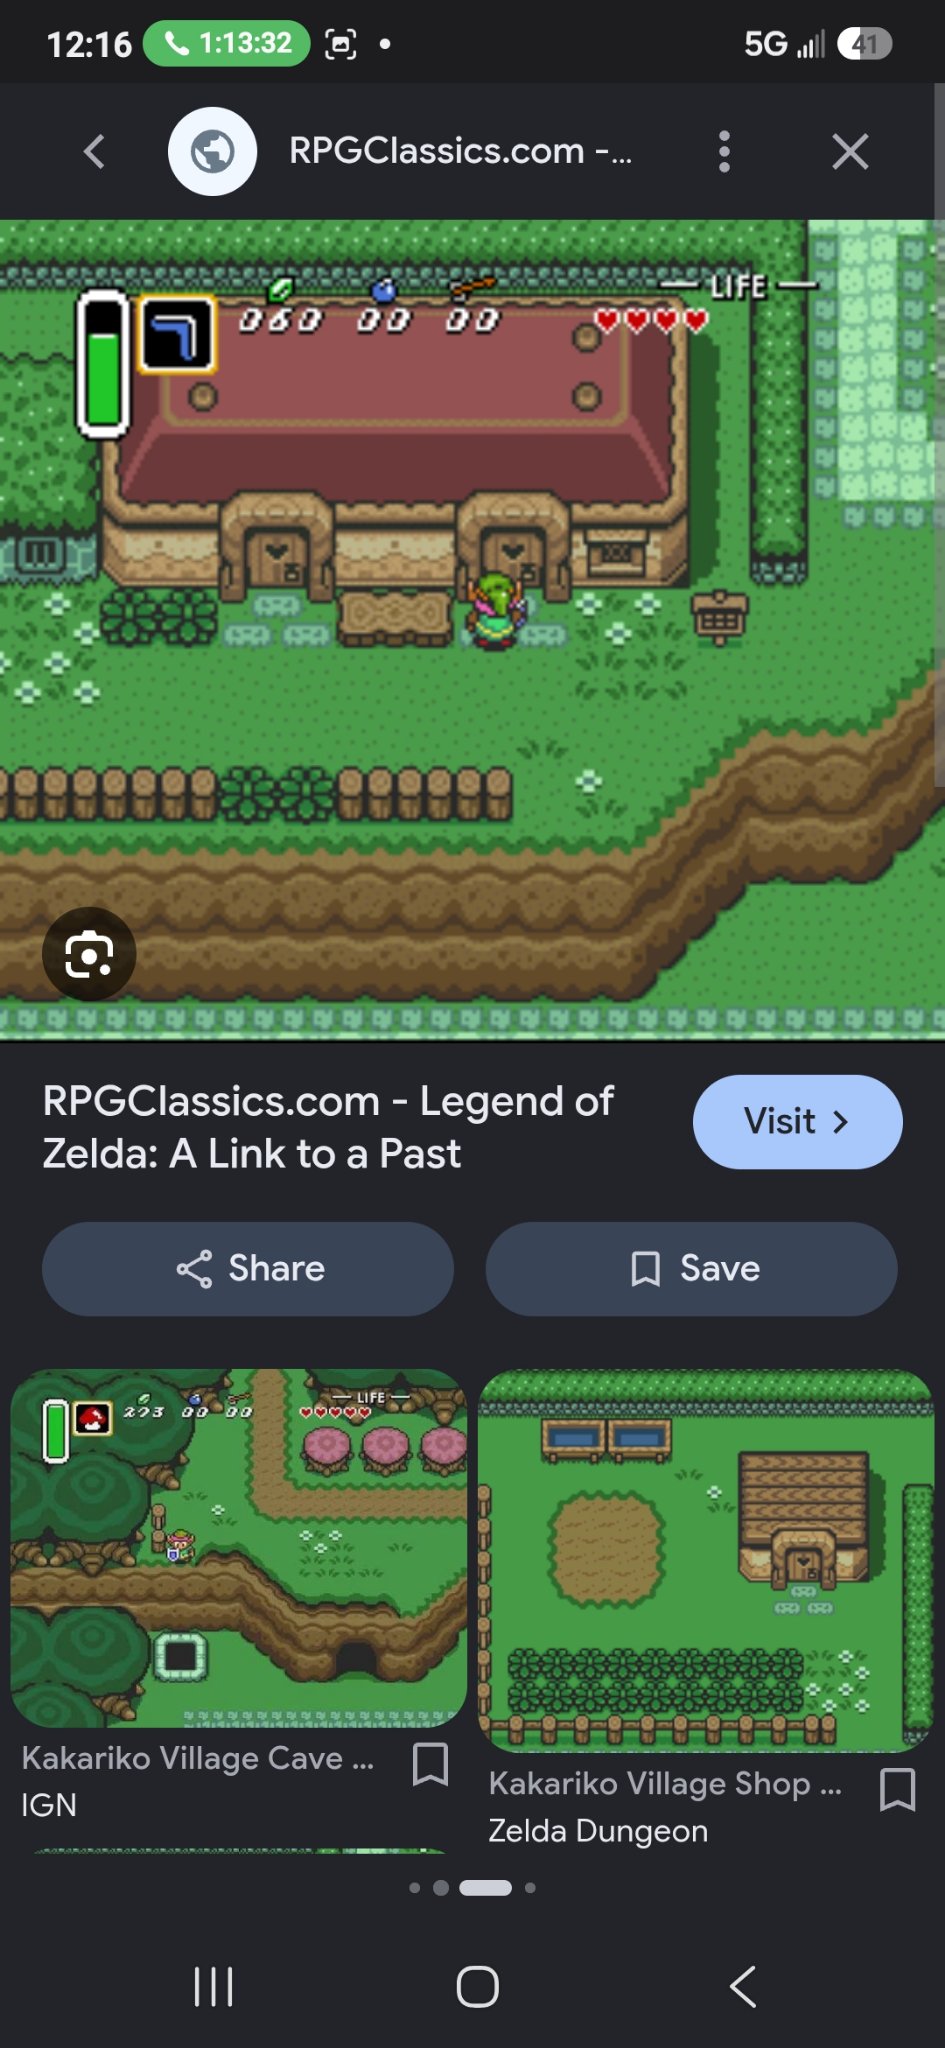 12:16 1:13:32 5G 41
RPGClassics.com -...
LIFE
060 00 00
RPGClassics.com - Legend of
Zelda: A Link to a Past
Visit
Share
Save
LIFE
273 00 00
Kakariko Village Cave ...
IGN
Kakariko Village Shop ...
Zelda Dungeon